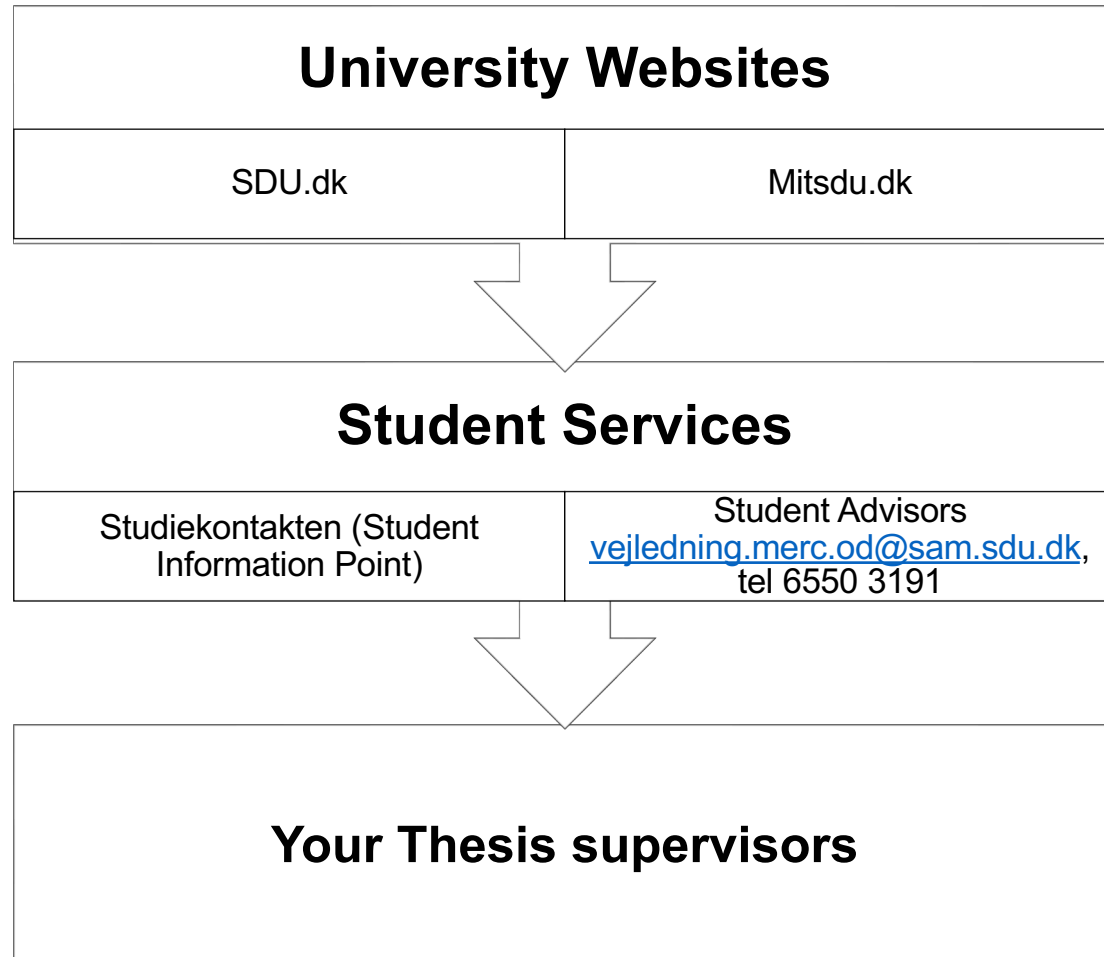 University Websites
SDU.dk
Mitsdu.dk
Student Services
Studiekontakten (Student
Information Point)
Student Advisors
vejledning.merc.od@sam.sdu.dk,
tel 6550 3191
Your Thesis supervisors